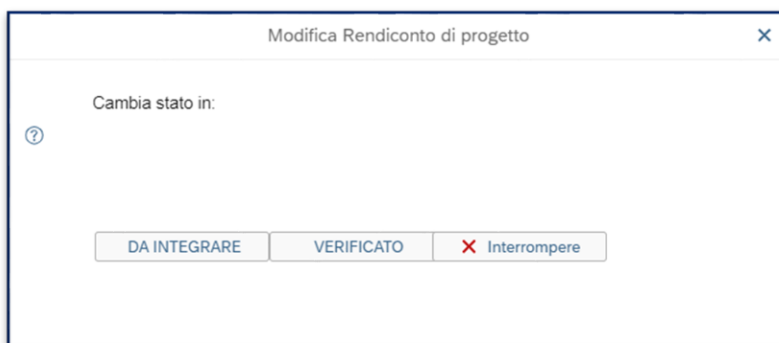 Modifica Rendiconto di progetto
Cambia stato in:
DA INTEGRARE VERIFICATO Interrompere